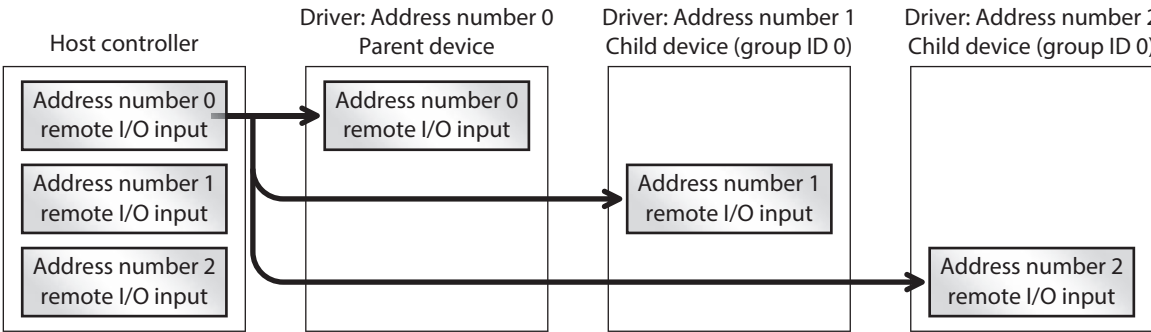 Host controller
Driver: Address number 0
Parent device
Driver: Address number 1
Child device (group ID 0)
Driver: Address number 2
Child device (group ID 0)
Address number 0
remote I/O input
Address number 1
remote I/O input
Address number 2
remote I/O input
Address number 0
remote I/O input
Address number 1
remote I/O input
Address number 2
remote I/O input